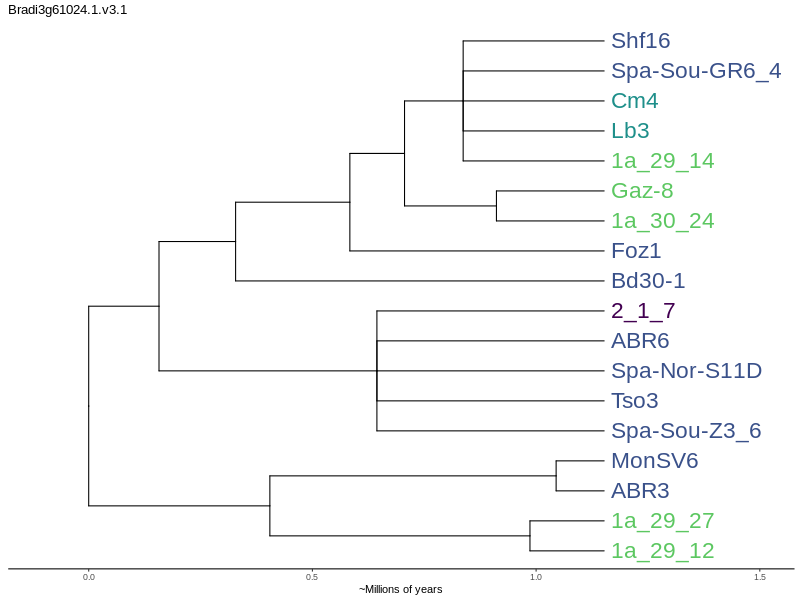 Bradi3g61024.1.v3.1
Shf16
Spa-Sou-GR6_4
Cm4
Lb3
1a_29_14
Gaz-8
1a_30_24
Foz1
Bd30-1
2_1_7
ABR6
Spa-Nor-S11D
Tso3
Spa-Sou-Z3_6
MonSV6
ABR3
1a_29_27
1a_29_12
0.0 0.5 1.0 1.5
~Millions of years